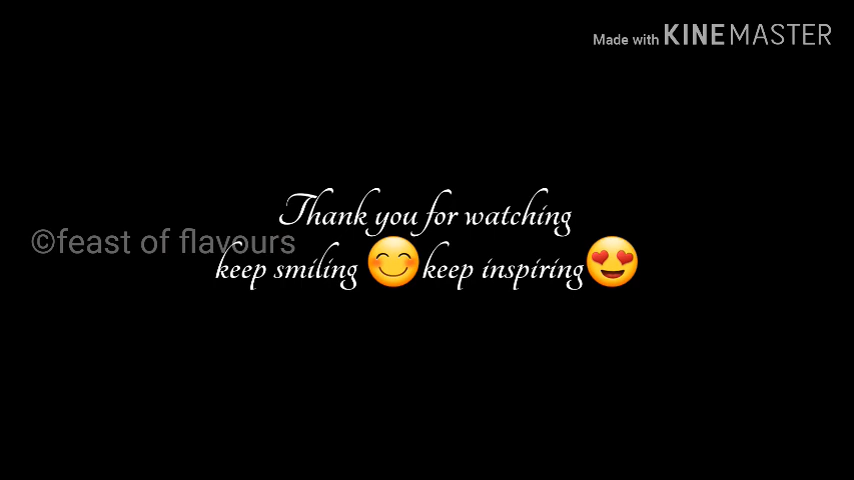 Made with KINEMASTER
Thank you for watching
©feast of flavours
keep smiling 😊 keep inspiring 😍